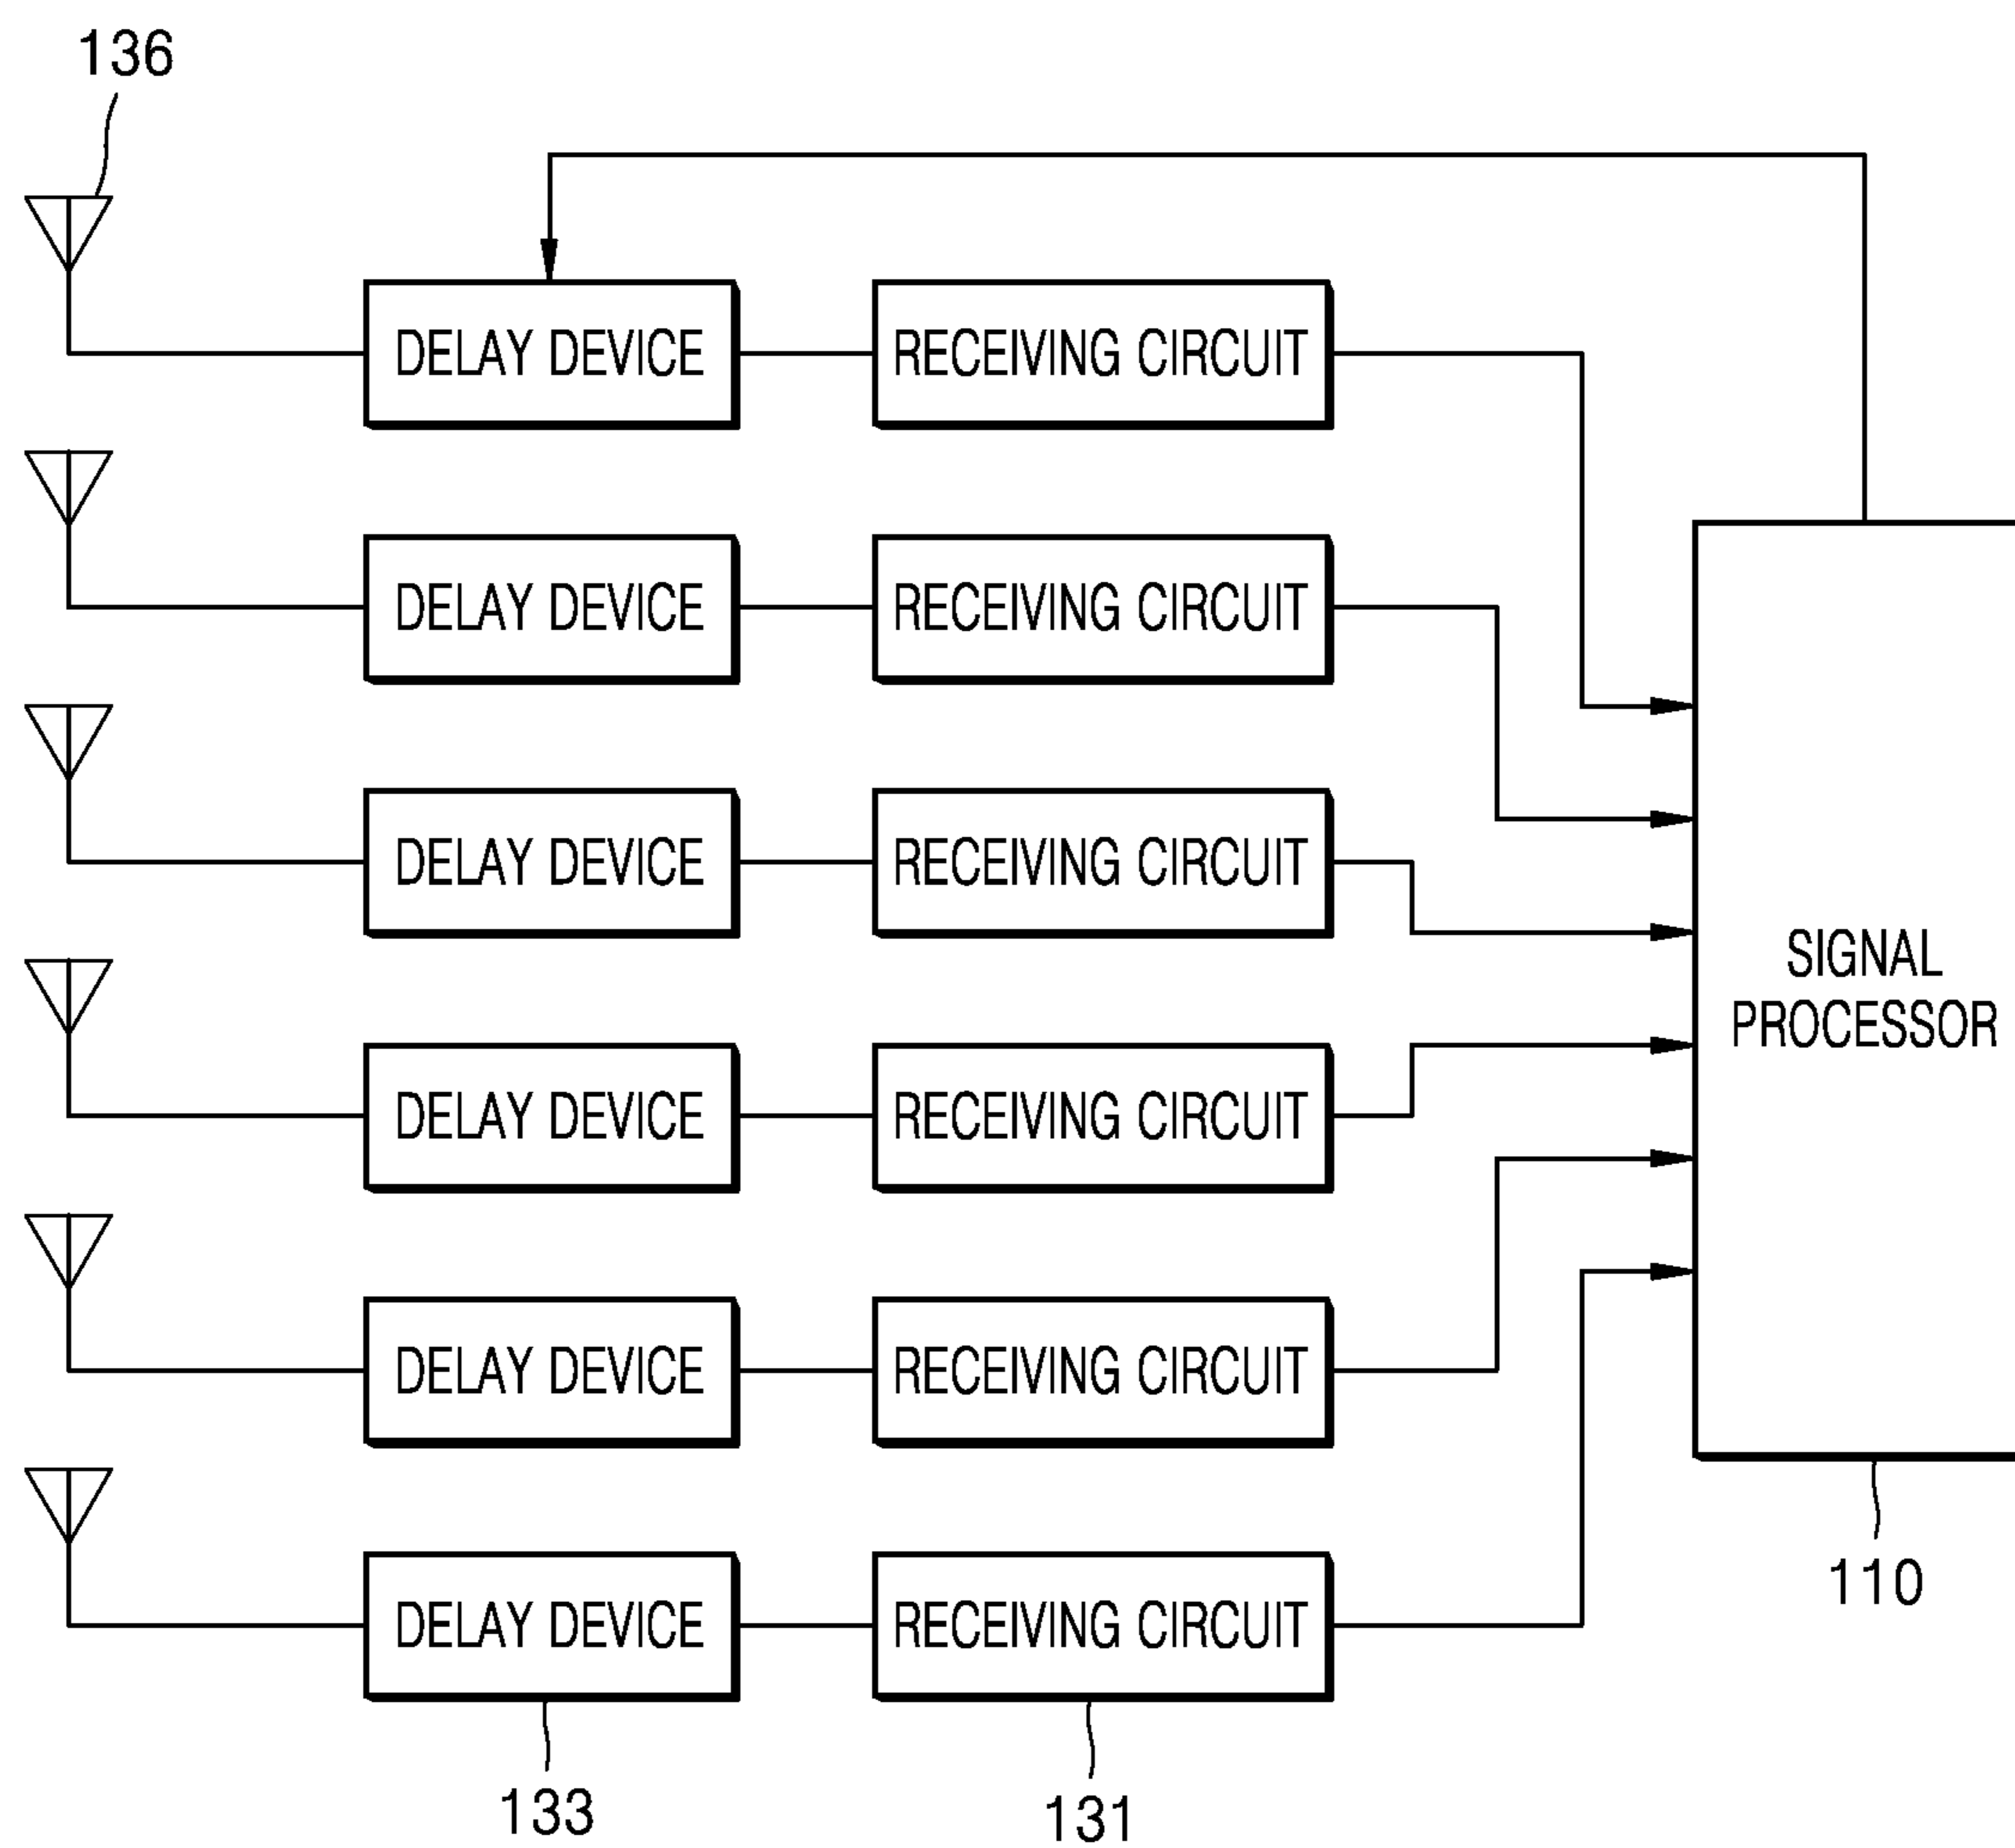 136
DELAY DEVICE RECEIVING CIRCUIT
DELAY DEVICE RECEIVING CIRCUIT
DELAY DEVICE RECEIVING CIRCUIT
SIGNAL
PROCESSOR
DELAY DEVICE RECEIVING CIRCUIT
DELAY DEVICE RECEIVING CIRCUIT
110
DELAY DEVICE RECEIVING CIRCUIT
133 131